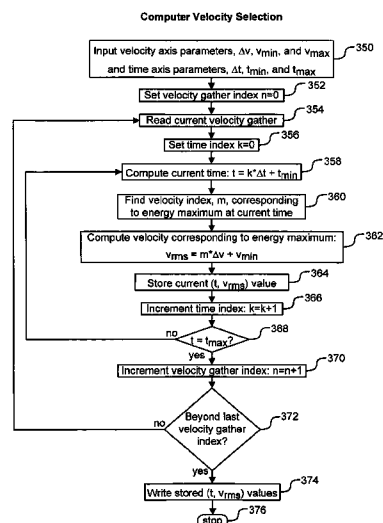 Computer Velocity Selection
Input velocity axis parameters, Δv, vmin, and vmax
and time axis parameters, Δt, tmin, and tmax
350
352
Set velocity gather index n=0
354
Read current velocity gather
356
Set time index k=0
358
Compute current time: t = k*Δt + tmin
360
Find velocity index, m, corresponding
to energy maximum at current time
362
Compute velocity corresponding to energy maximum:
vrms = m*Δv + vmin
364
Store current (t, vrms) value
366
Increment time index: k=k+1
368
no
t = tmax?
yes
370
Increment velocity gather index: n=n+1
372
no
Beyond last
velocity gather
index?
yes
374
Write stored (t, vrms) values
376
stop